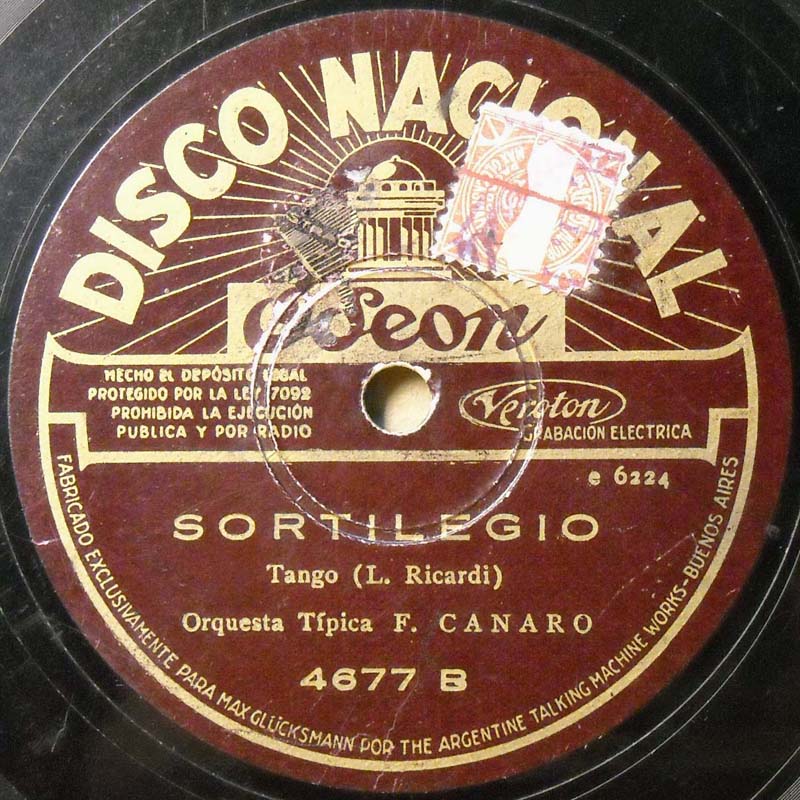 DISCO NACIONAL
Odeon
HECHO EL DEPÓSITO LEGAL
PROTEGIDO POR LA LEY 7092
PROHIBIDA LA EJECUCIÓN
PUBLICA Y POR RADIO
Veroton
GRABACIÓN ELECTRICA
e 6224
SORTILEGIO
Tango (L. Ricardi)
Orquesta Típica F. CANARO
4677 B
FABRICADO EXCLUSIVAMENTE PARA MAX GLÜCKSMANN POR THE ARGENTINE TALKING MACHINE WORKS-BUENOS AIRES